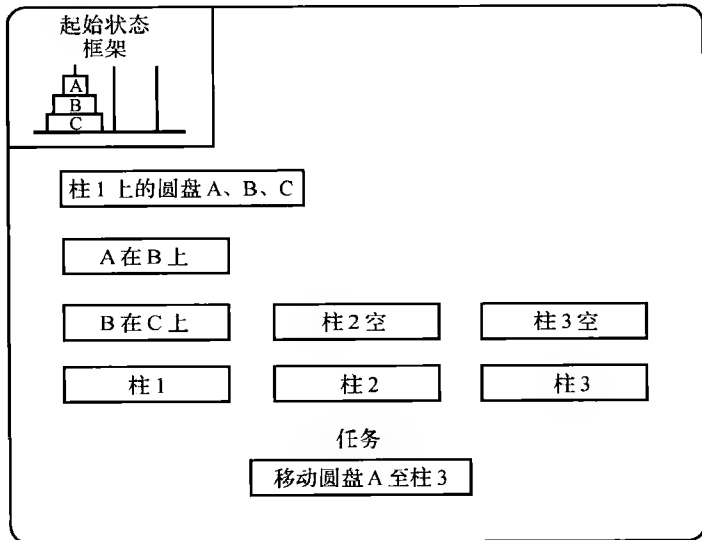 起始状态
框架
A
B
C
柱1上的圆盘A、B、C
A在B上
B在C上 柱2空 柱3空
柱1 柱2 柱3
任务
移动圆盘A至柱3